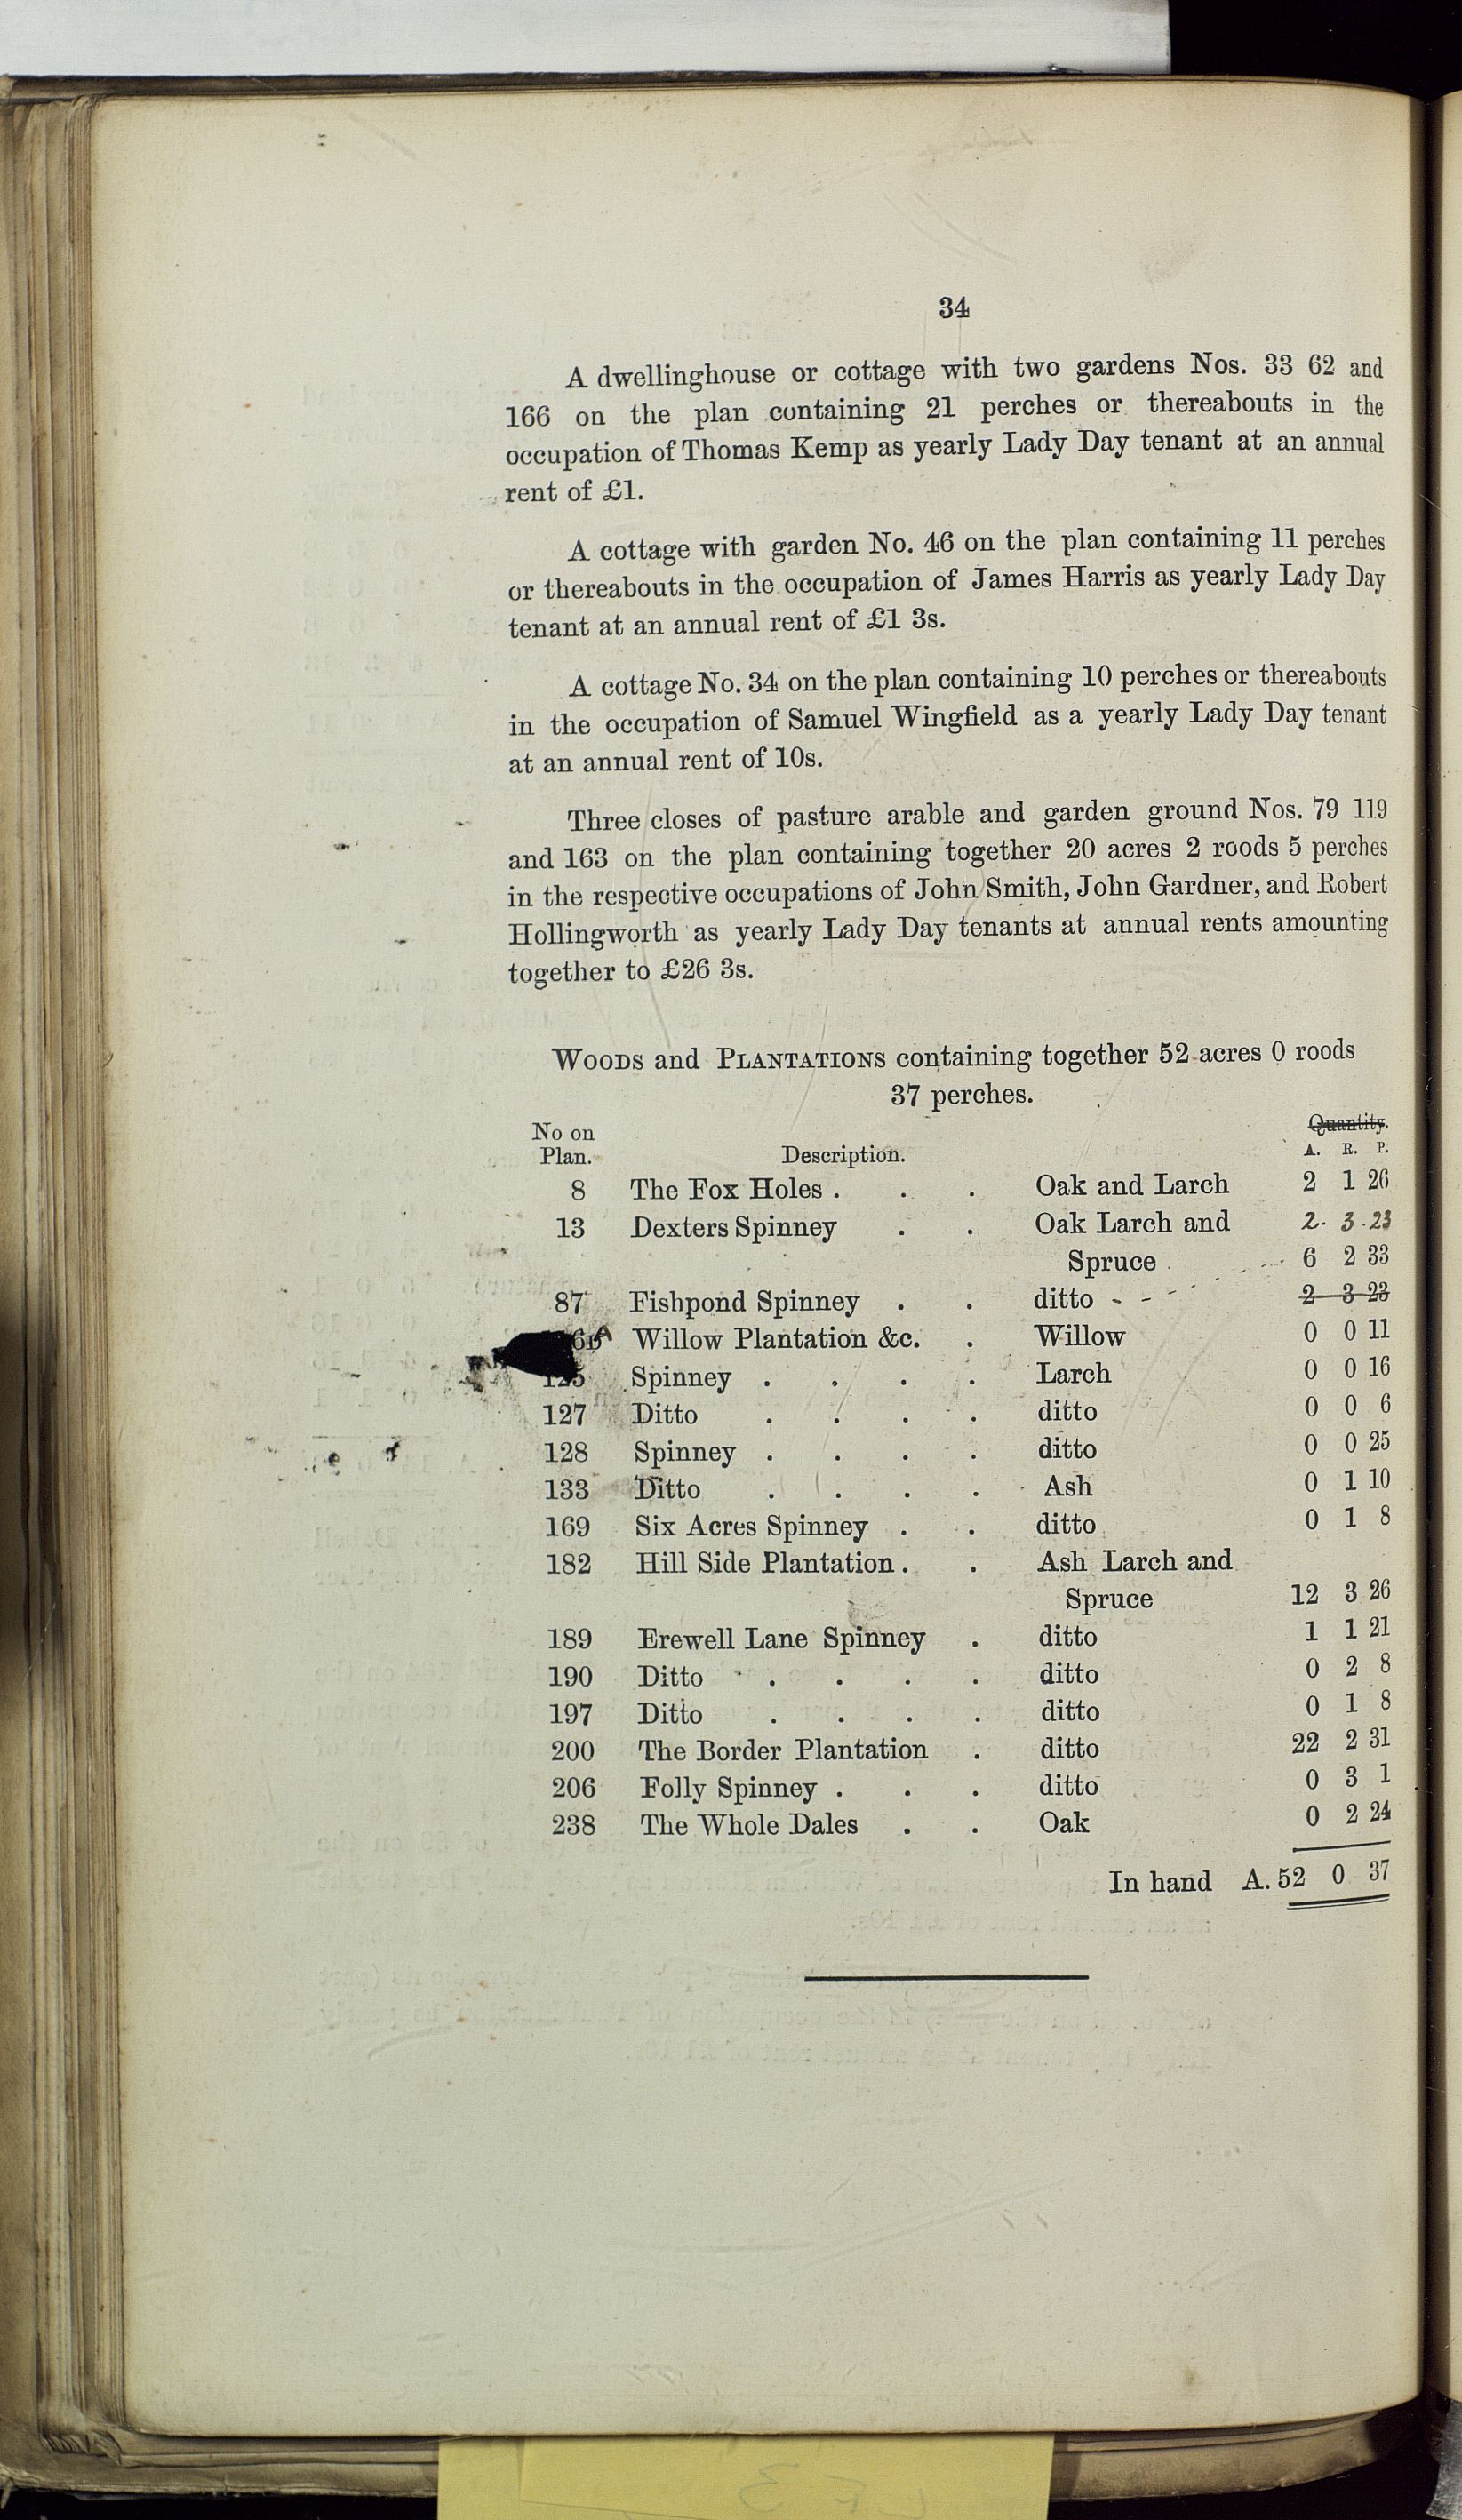 34
A dwellinghouse or cottage with two gardens Nos. 33 62 and
166 on the plan containing 21 perches or thereabouts in the
occupation of Thomas Kemp as yearly Lady Day tenant at an annual
rent of £1.
A cottage with garden No. 46 on the plan containing 11 perches
or thereabouts in the occupation of James Harris as yearly Lady Day
tenant at an annual rent of £1 3s.
A cottage No. 34 on the plan containing 10 perches or thereabouts
in the occupation of Samuel Wingfield as a yearly Lady Day tenant
at an annual rent of 10s.
Three closes of pasture arable and garden ground Nos. 79 119
and 163 on the plan containing together 20 acres 2 roods 5 perches
in the respective occupations of John Smith, John Gardner, and Robert
Hollingworth as yearly Lady Day tenants at annual rents amounting
together to £26 3s.
WOODS and PLANTATIONS containing together 52 acres 0 roods
37 perches.
No on Quantity.
Plan. Description. A. R. P.
8 The Fox Holes . . . Oak and Larch 2 1 26
13 Dexters Spinney . . Oak Larch and 2. 3. 23
Spruce 6 2 33
87 Fishpond Spinney . . ditto - - - 2 3 23
Willow Plantation &c. . Willow 0 0 11
125 Spinney . . . . Larch 0 0 16
127 Ditto . . . . ditto 0 0 6
128 Spinney . . . . ditto 0 0 25
133 Ditto . . . . Ash 0 1 10
169 Six Acres Spinney . . ditto 0 1 8
182 Hill Side Plantation . . Ash Larch and
Spruce 12 3 26
189 Erewell Lane Spinney . ditto 1 1 21
190 Ditto . . . . ditto 0 2 8
197 Ditto . . . . ditto 0 1 8
200 The Border Plantation . ditto 22 2 31
206 Folly Spinney . . . ditto 0 3 1
238 The Whole Dales . . Oak 0 2 24
In hand A. 52 0 37